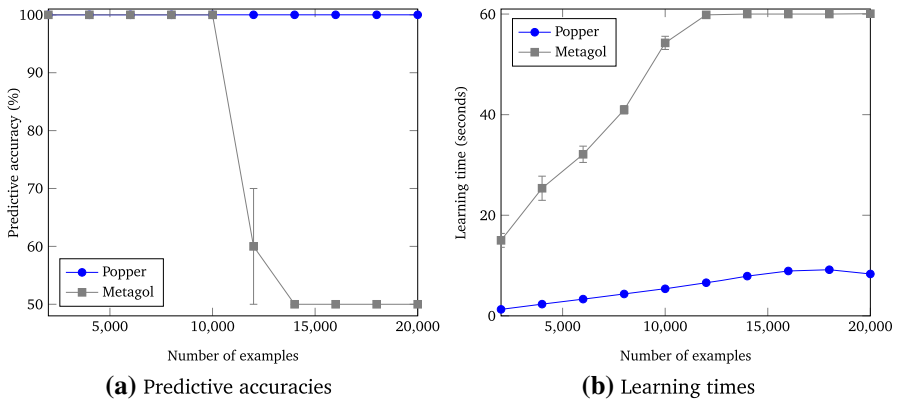 100
90
80
70
60
50
Predictive accuracy (%)
Popper
Metagol
5,000 10,000 15,000 20,000
Number of examples
(a) Predictive accuracies
60
40
20
0
Learning time (seconds)
Popper
Metagol
5,000 10,000 15,000 20,000
Number of examples
(b) Learning times